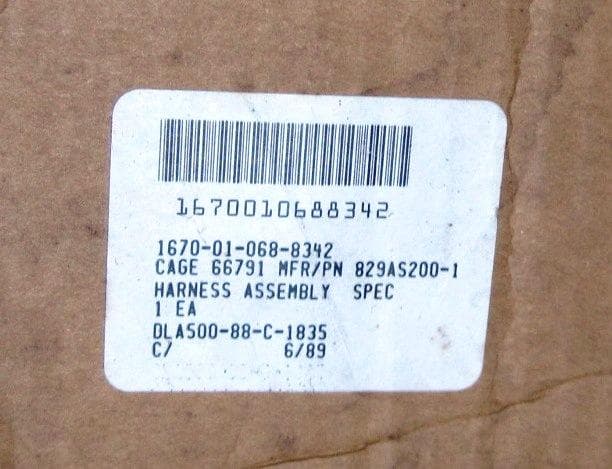 1670010688342
1670-01-068-8342
CAGE 66791 MFR/PN 829AS200-1
HARNESS ASSEMBLY SPEC
1 EA
DLA500-88-C-1835
C/ 6/89